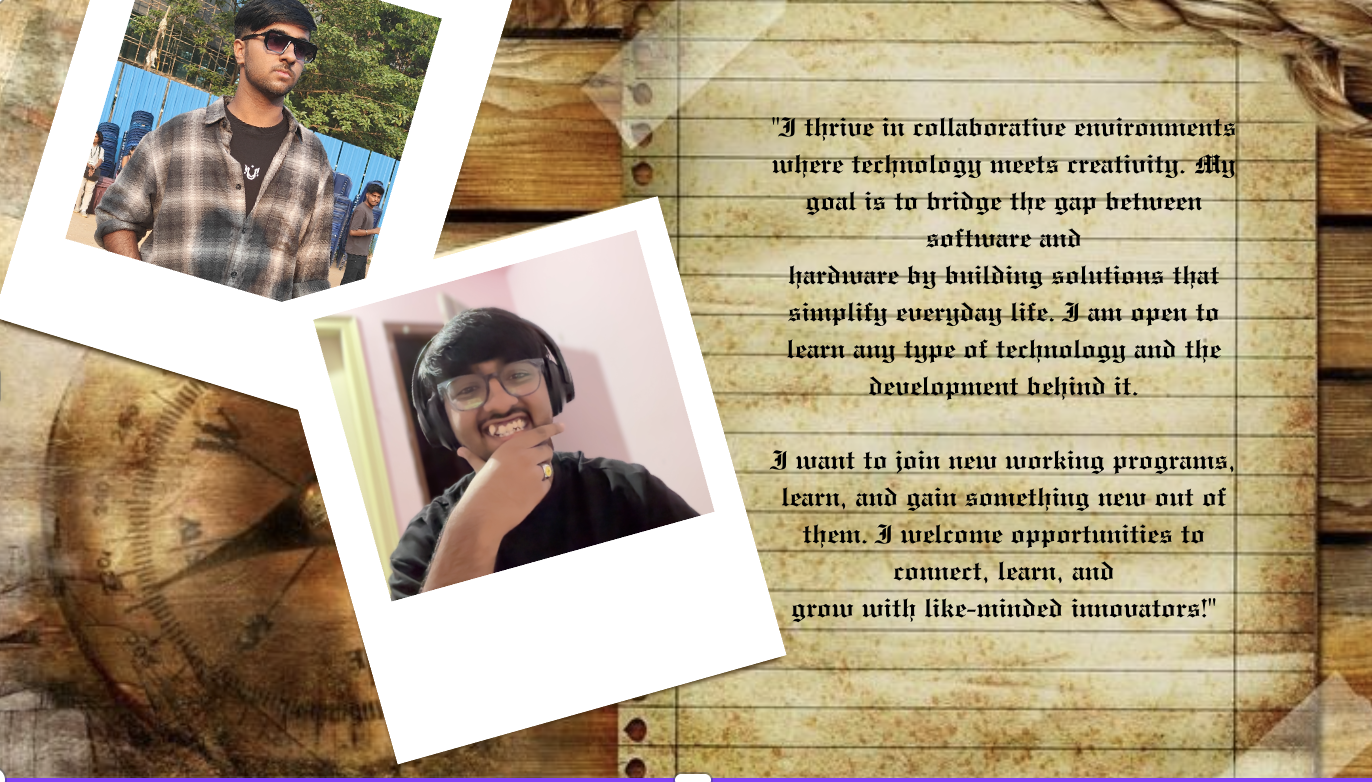 "I thrive in collaborative environments
where technology meets creativity. My
goal is to bridge the gap between
software and
hardware by building solutions that
simplify everyday life. I am open to
learn any type of technology and the
development behind it.
I want to join new working programs,
learn, and gain something new out of
them. I welcome opportunities to
connect, learn, and
grow with like-minded innovators!"